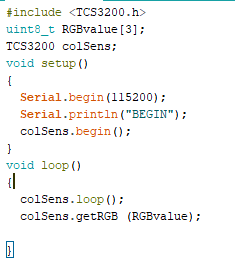 #include <TCS3200.h>
uint8_t RGBvalue[3];
TCS3200 colSens;
void setup()
{
  Serial.begin(115200);
  Serial.println("BEGIN");
  colSens.begin();
}
void loop()
{
  colSens.loop();
  colSens.getRGB (RGBvalue);
}